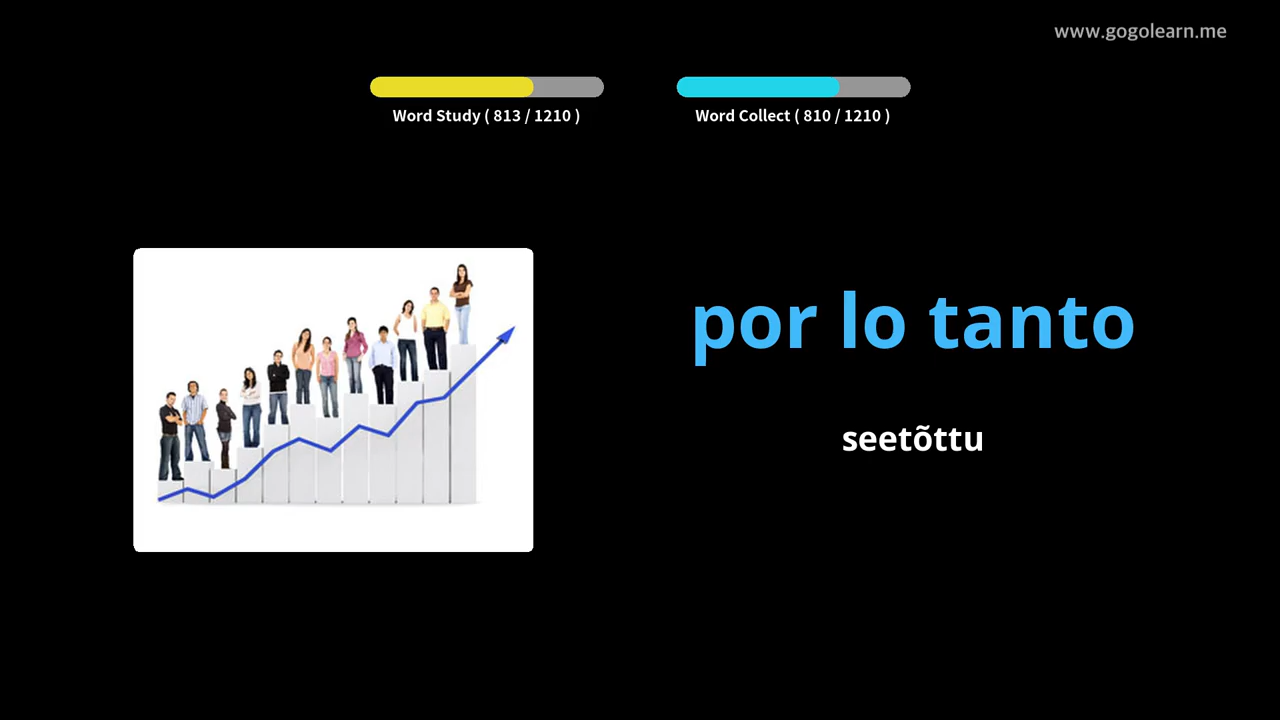 www.gogolearn.me
Word Study ( 813 / 1210 )
Word Collect ( 810 / 1210 )
por lo tanto
seetõttu